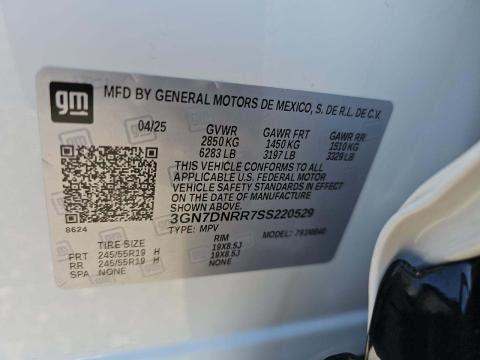 gm
MFD BY GENERAL MOTORS DE MEXICO, S. DE R.L. DE C.V.
04/25 GVWR GAWR FRT GAWR RR
2850 KG 1450 KG 1510 KG
6283 LB 3197 LB 3329 LB
THIS VEHICLE CONFORMS TO ALL
APPLICABLE U.S. FEDERAL MOTOR
VEHICLE SAFETY STANDARDS IN
EFFECT ON THE DATE OF MANUFACTURE
SHOWN ABOVE.
3GN7DNRR7SS220529
8624
TYPE: MPV MODEL:
TIRE SIZE RIM
FRT 245/55R19 H 19X8.5J
RR 245/55R19 H 19X8.5J
SPA NONE NONE